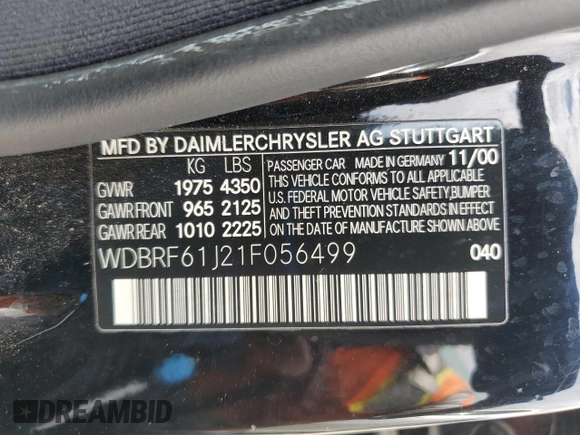 MFD BY DAIMLERCHRYSLER AG STUTTGART
KG LBS
GVWR 1975 4350
GAWR FRONT 965 2125
GAWR REAR 1010 2225
PASSENGER CAR MADE IN GERMANY 11/00
THIS VEHICLE CONFORMS TO ALL APPLICABLE
U.S. FEDERAL MOTOR VEHICLE SAFETY, BUMPER
AND THEFT PREVENTION STANDARDS IN EFFECT
ON THE DATE OF MANUFACTURE SHOWN ABOVE.
WDBRF61J21F056499 040
DREAMBID